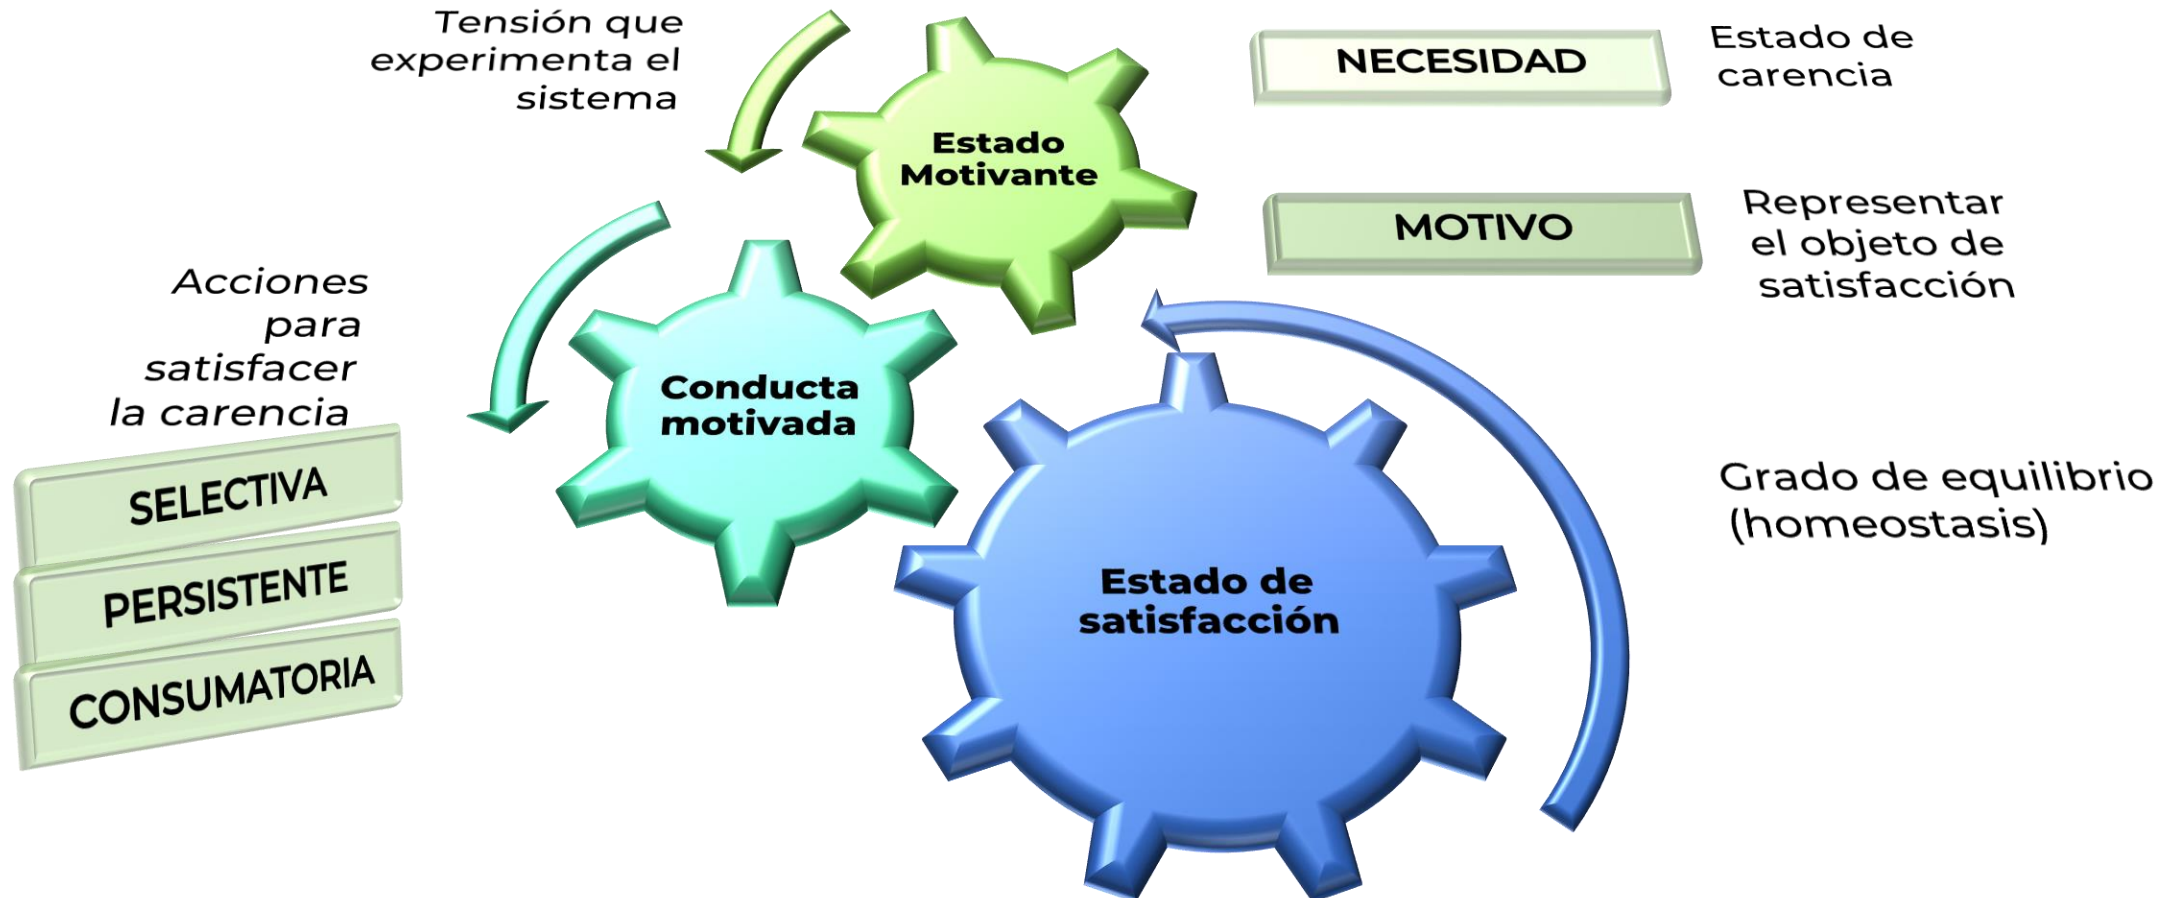 Tensión que
experimenta el
sistema
Estado
Motivante
NECESIDAD
Estado de
carencia
MOTIVO
Representar
el objeto de
satisfacción
Acciones
para
satisfacer
la carencia
SELECTIVA
PERSISTENTE
CONSUMATORIA
Conducta
motivada
Estado de
satisfacción
Grado de equilibrio
(homeostasis)